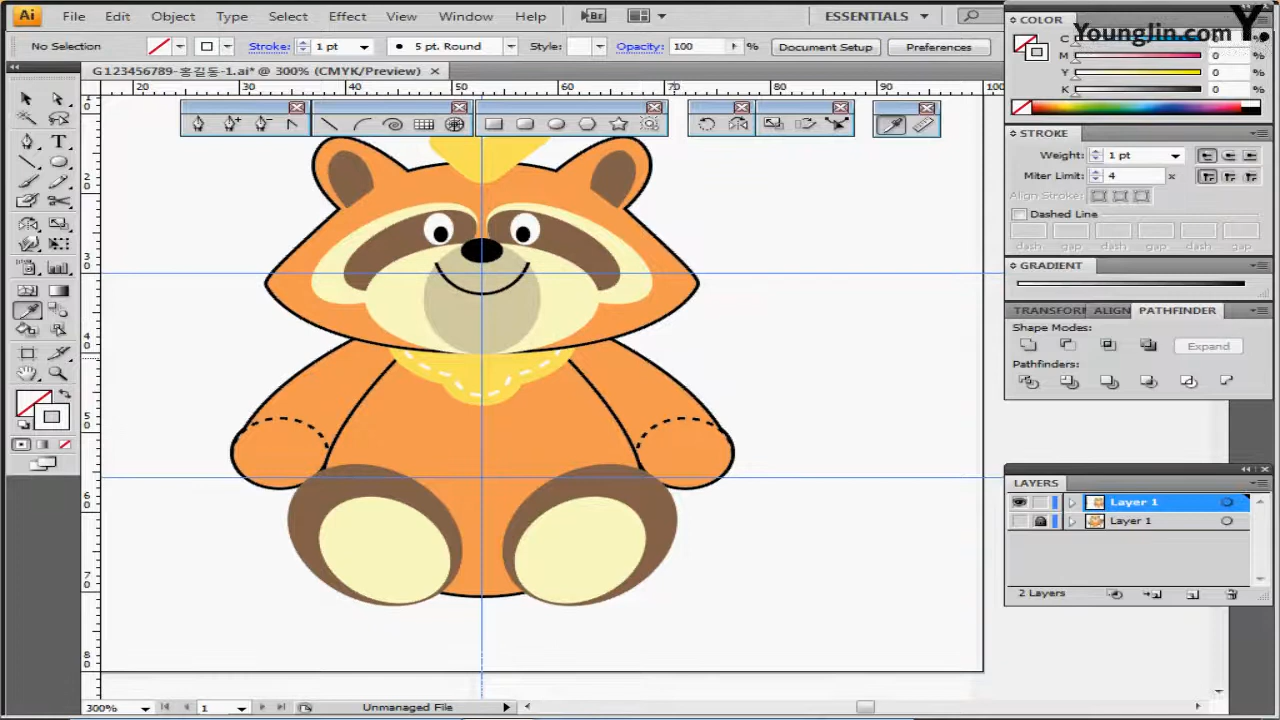 Ai File Edit Object Type Select Effect View Window Help Br ESSENTIALS
Younglin.com Y.
No Selection Stroke: 1 pt 5 pt. Round Style: Opacity: 100 % Document Setup Preferences
G123456789-홍길동-1.ai* @ 300% (CMYK/Preview)
20 30 40 50 60 70 80 90 100
COLOR
C %
M 0 %
Y 0 %
K 0 %
STROKE
Weight: 1 pt
Miter Limit: 4 x
Align Stroke:
Dashed Line
dash gap dash gap dash gap
GRADIENT
TRANSFORM ALIGN PATHFINDER
Shape Modes:
Expand
Pathfinders:
LAYERS
Layer 1
Layer 1
2 Layers
300% 1 Unmanaged File